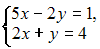 5x − 2y = 1,
2x + y = 4